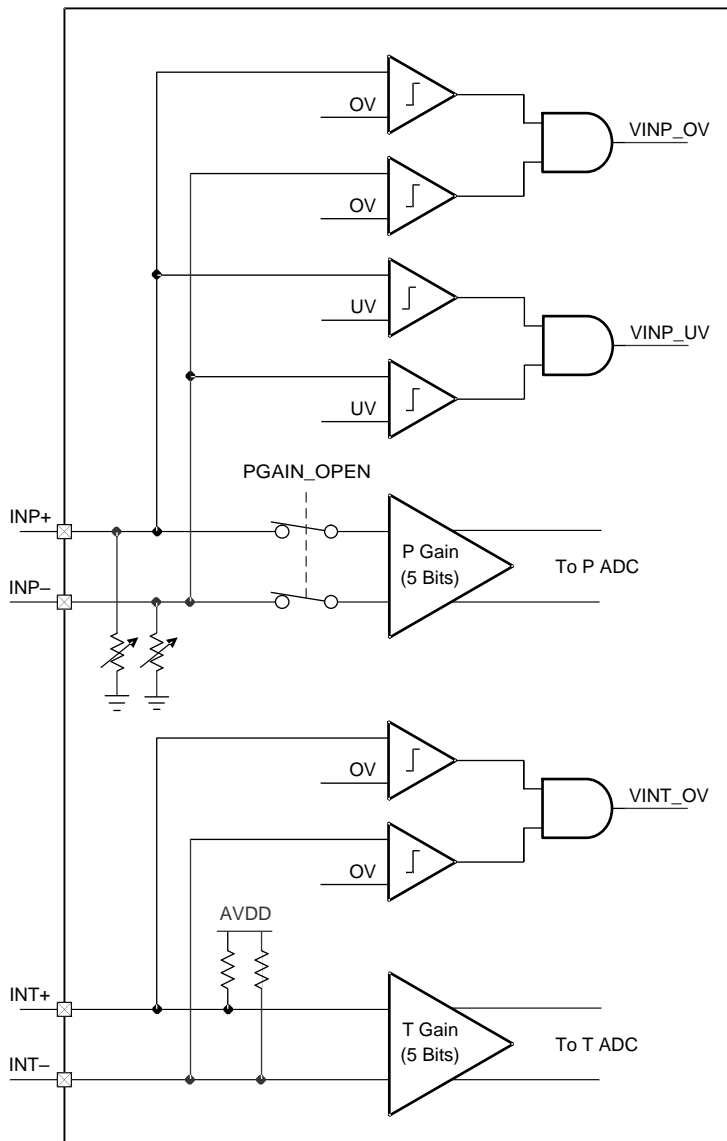 OV
VINP_OV
OV
UV
VINP_UV
UV
PGAIN_OPEN
INP+
P Gain
(5 Bits)
To P ADC
INP–
OV
VINT_OV
OV
AVDD
INT+
T Gain
(5 Bits)
To T ADC
INT–